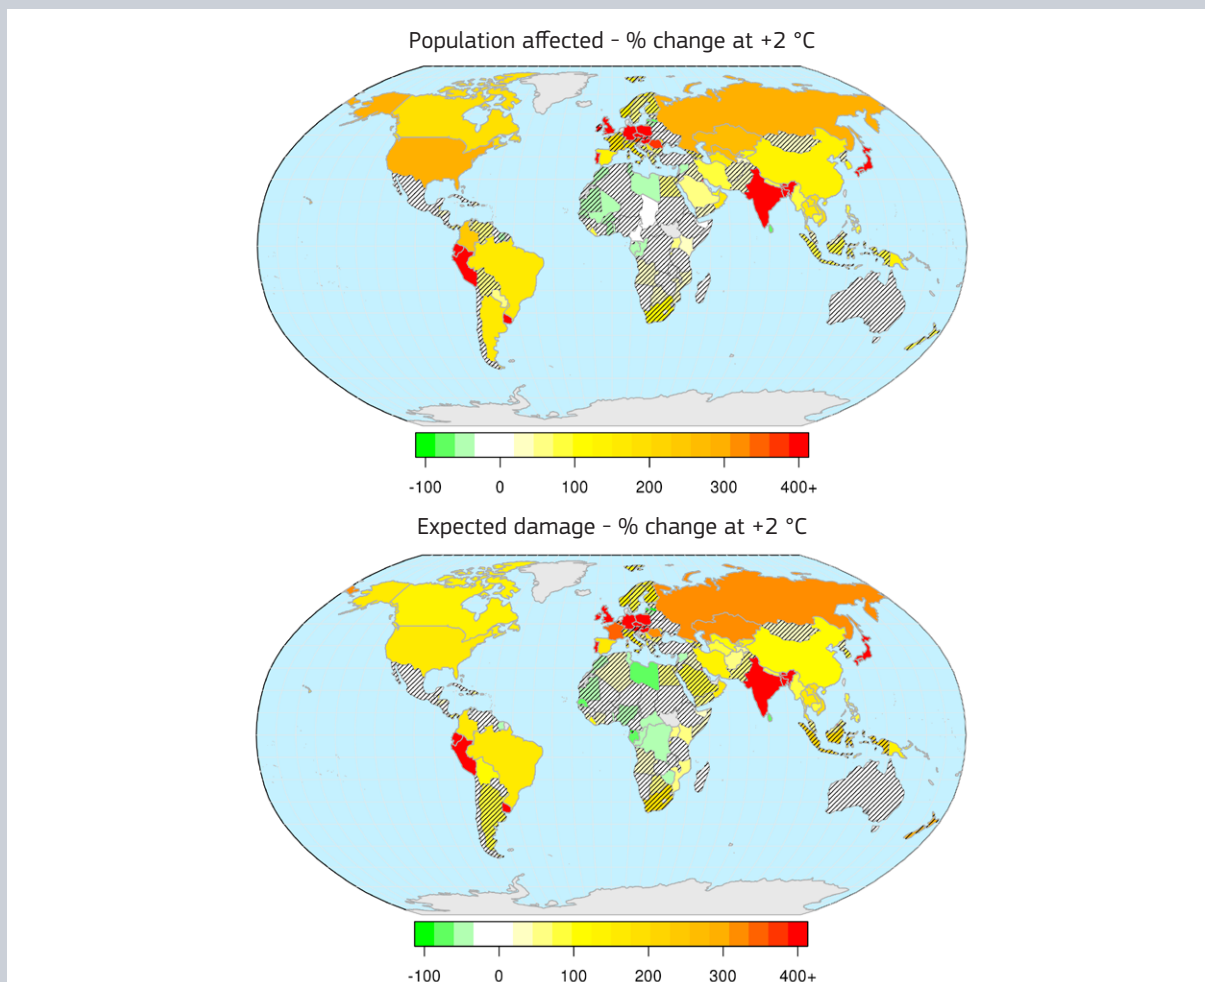 Population affected - % change at +2 °C
-100 0 100 200 300 400+
Expected damage - % change at +2 °C
-100 0 100 200 300 400+